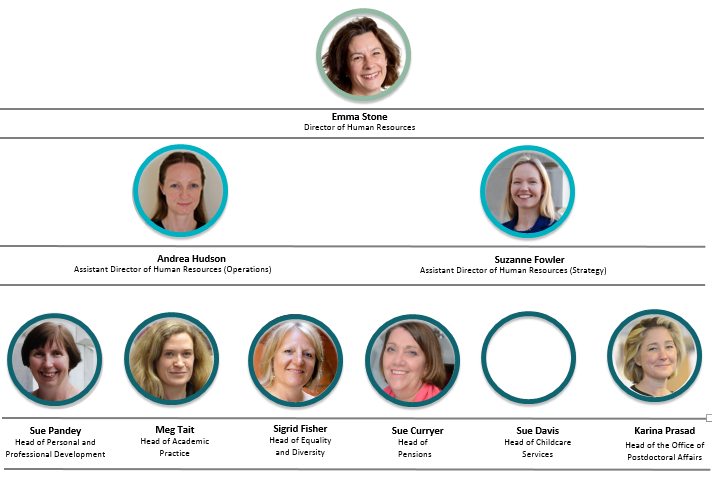 Emma Stone
Director of Human Resources
Andrea Hudson
Assistant Director of Human Resources (Operations)
Suzanne Fowler
Assistant Director of Human Resources (Strategy)
Sue Pandey
Head of Personal and
Professional Development
Meg Tait
Head of Academic
Practice
Sigrid Fisher
Head of Equality
and Diversity
Sue Curryer
Head of
Pensions
Sue Davis
Head of Childcare
Services
Karina Prasad
Head of the Office of
Postdoctoral Affairs